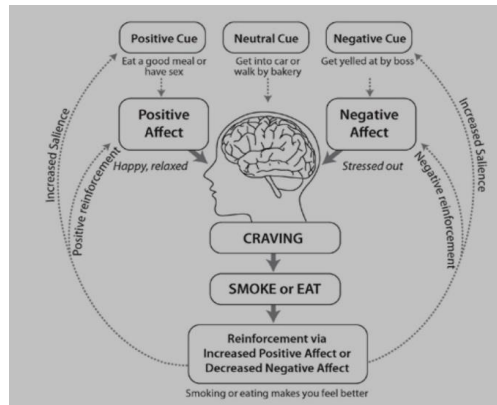 Positive Cue
Neutral Cue
Negative Cue
Eat a good meal or
have sex
Get into car or
walk by bakery
Get yelled at by boss
Positive
Affect
Negative
Affect
Happy, relaxed
Stressed out
Increased Salience
Positive reinforcement
Negative reinforcement
Increased Salience
CRAVING
SMOKE or EAT
Reinforcement via
Increased Positive Affect or
Decreased Negative Affect
Smoking or eating makes you feel better